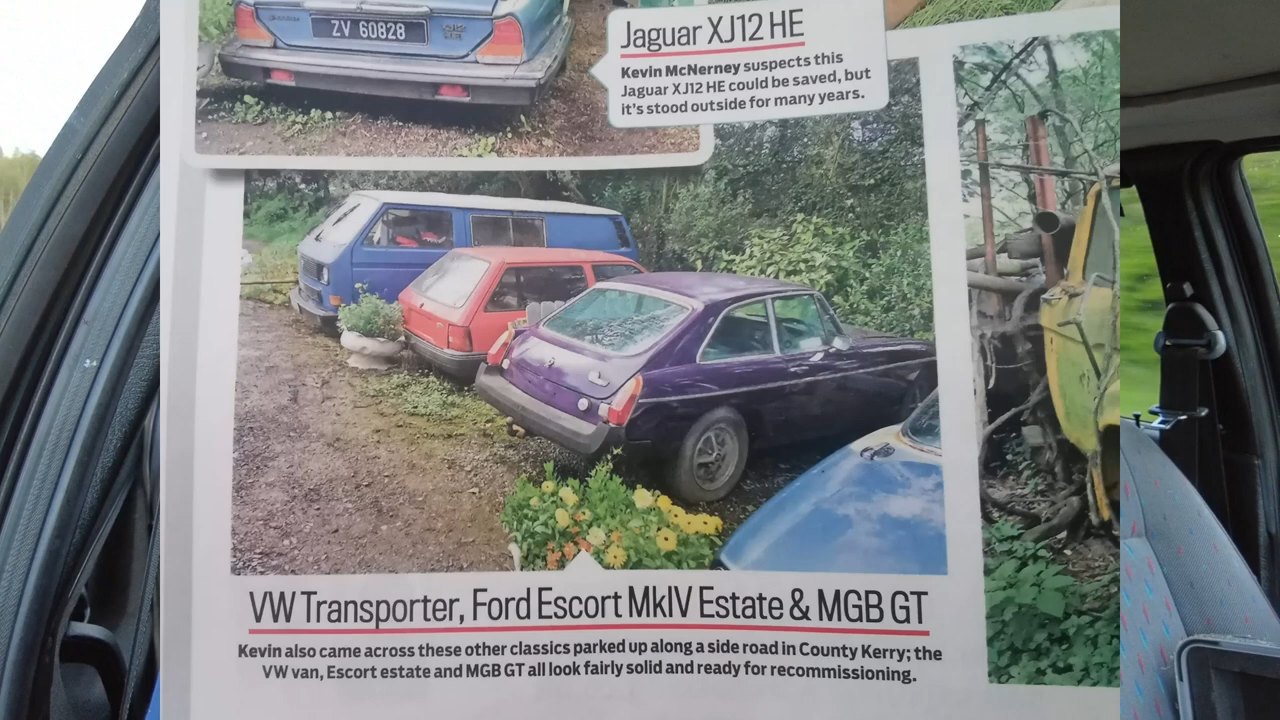 ZV 60828
Jaguar XJ12 HE
Kevin McNerney suspects this
Jaguar XJ12 HE could be saved, but
it's stood outside for many years.
VW Transporter, Ford Escort MkIV Estate & MGB GT
Kevin also came across these other classics parked up along a side road in County Kerry; the
VW van, Escort estate and MGB GT all look fairly solid and ready for recommissioning.